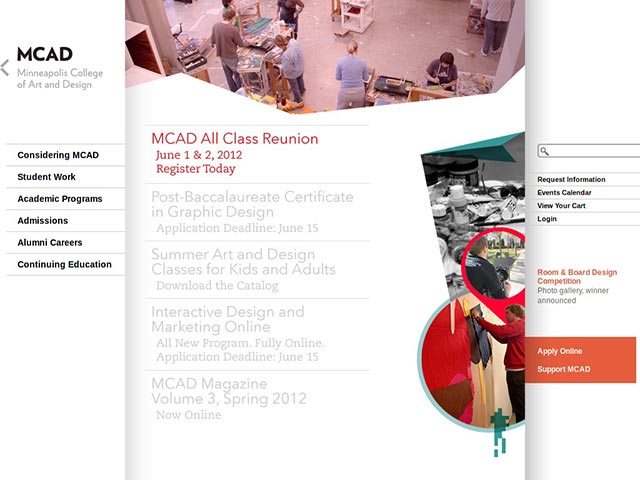 MCAD
Minneapolis College
of Art and Design
Considering MCAD
Student Work
Academic Programs
Admissions
Alumni Careers
Continuing Education
MCAD All Class Reunion
June 1 & 2, 2012
Register Today
Post-Baccalaureate Certificate
in Graphic Design
Application Deadline: June 15
Summer Art and Design
Classes for Kids and Adults
Download the Catalog
Interactive Design and
Marketing Online
All New Program. Fully Online.
Application Deadline: June 15
MCAD Magazine
Volume 3, Spring 2012
Now Online
Request Information
Events Calendar
View Your Cart
Login
Room & Board Design
Competition
Photo gallery, winner
announced
Apply Online
Support MCAD